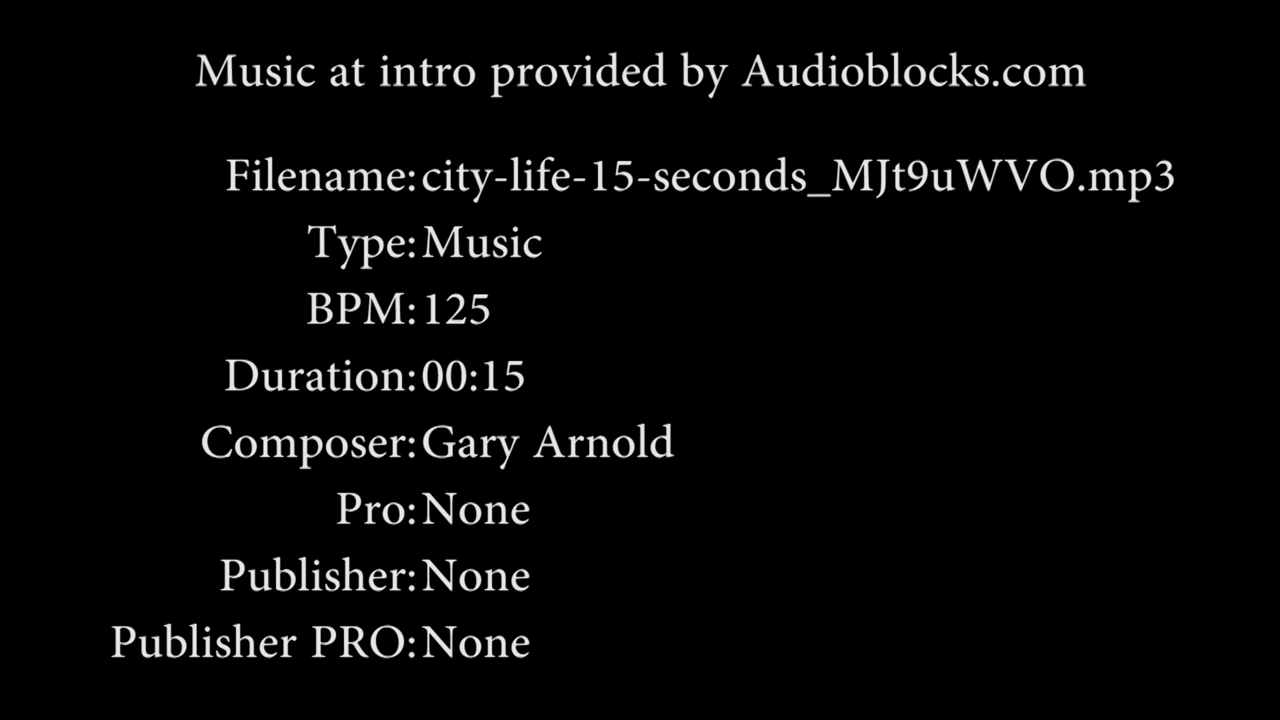 Music at intro provided by Audioblocks.com
Filename: city-life-15-seconds_MJt9uWVO.mp3
Type: Music
BPM: 125
Duration: 00:15
Composer: Gary Arnold
Pro: None
Publisher: None
Publisher PRO: None